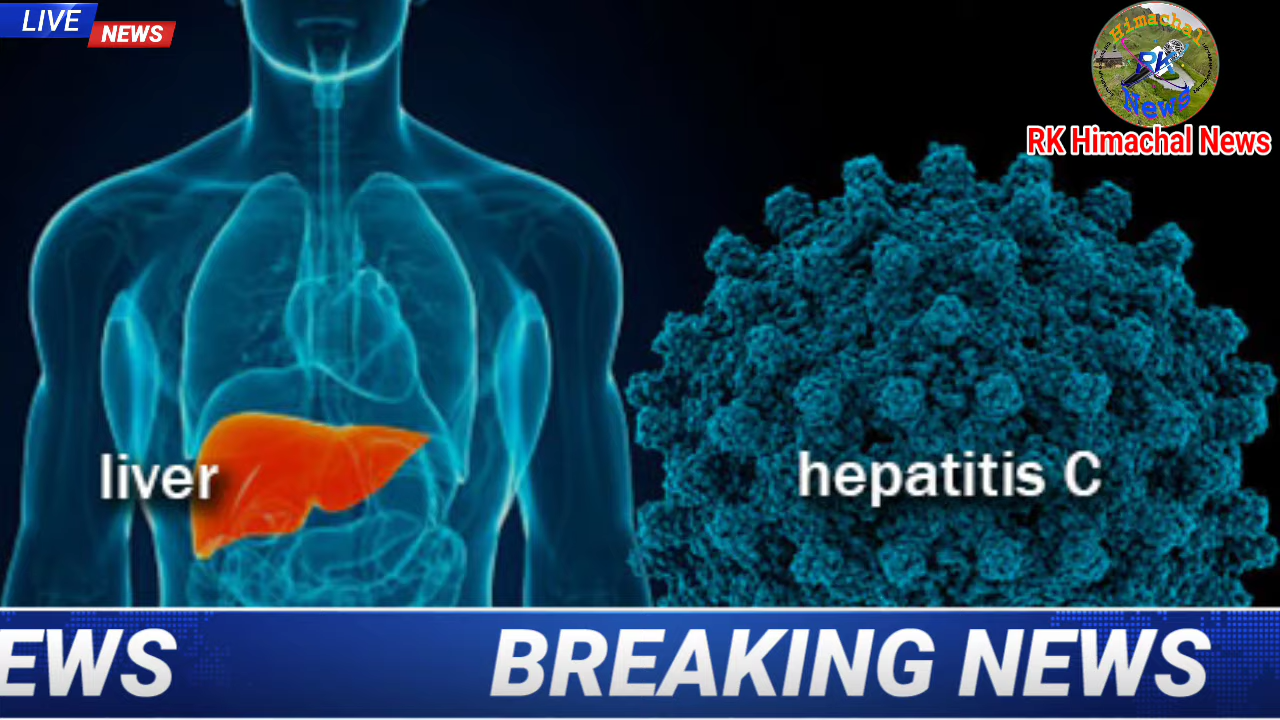 LIVE
NEWS
Himachal
RK
News
RK Himachal News
liver
hepatitis C
EWS
BREAKING NEWS